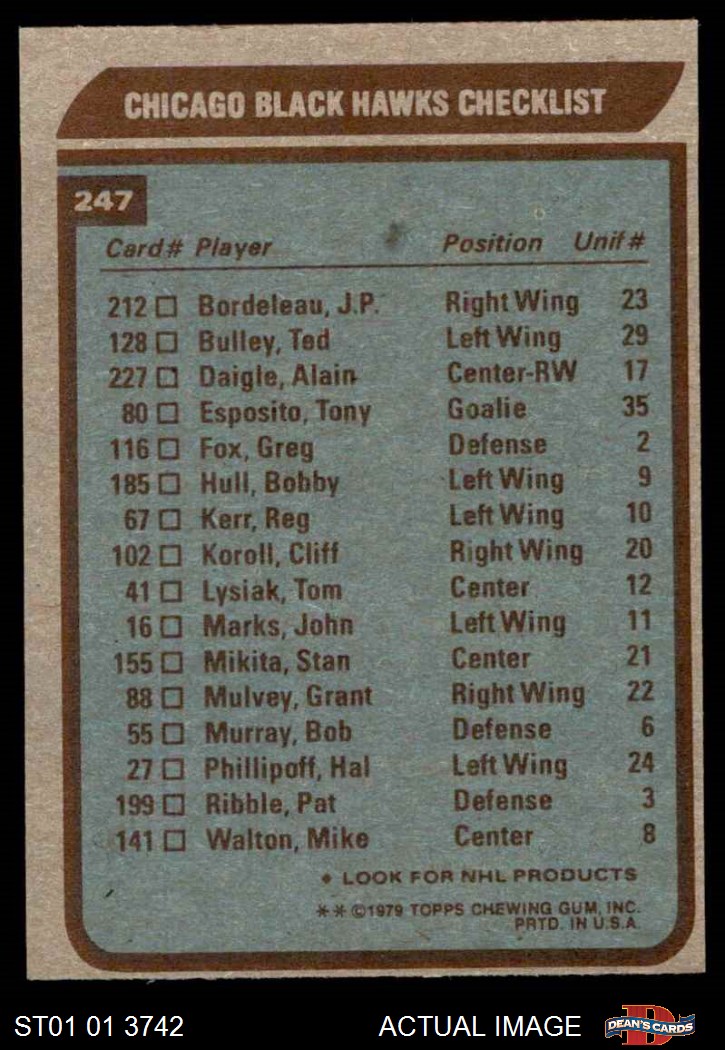 CHICAGO BLACK HAWKS CHECKLIST
247
Card # Player Position Unif #
212 □ Bordeleau, J.P. Right Wing 23
128 □ Bulley, Ted Left Wing 29
227 □ Daigle, Alain Center-RW 17
80 □ Esposito, Tony Goalie 35
116 □ Fox, Greg Defense 2
185 □ Hull, Bobby Left Wing 9
67 □ Kerr, Reg Left Wing 10
102 □ Koroll, Cliff Right Wing 20
41 □ Lysiak, Tom Center 12
16 □ Marks, John Left Wing 11
155 □ Mikita, Stan Center 21
88 □ Mulvey, Grant Right Wing 22
55 □ Murray, Bob Defense 6
27 □ Phillipoff, Hal Left Wing 24
199 □ Ribble, Pat Defense 3
141 □ Walton, Mike Center 8
• LOOK FOR NHL PRODUCTS
** ©1979 TOPPS CHEWING GUM, INC.
PRTD. IN U.S.A.
ST01 01 3742 ACTUAL IMAGE DEAN'S CARDS